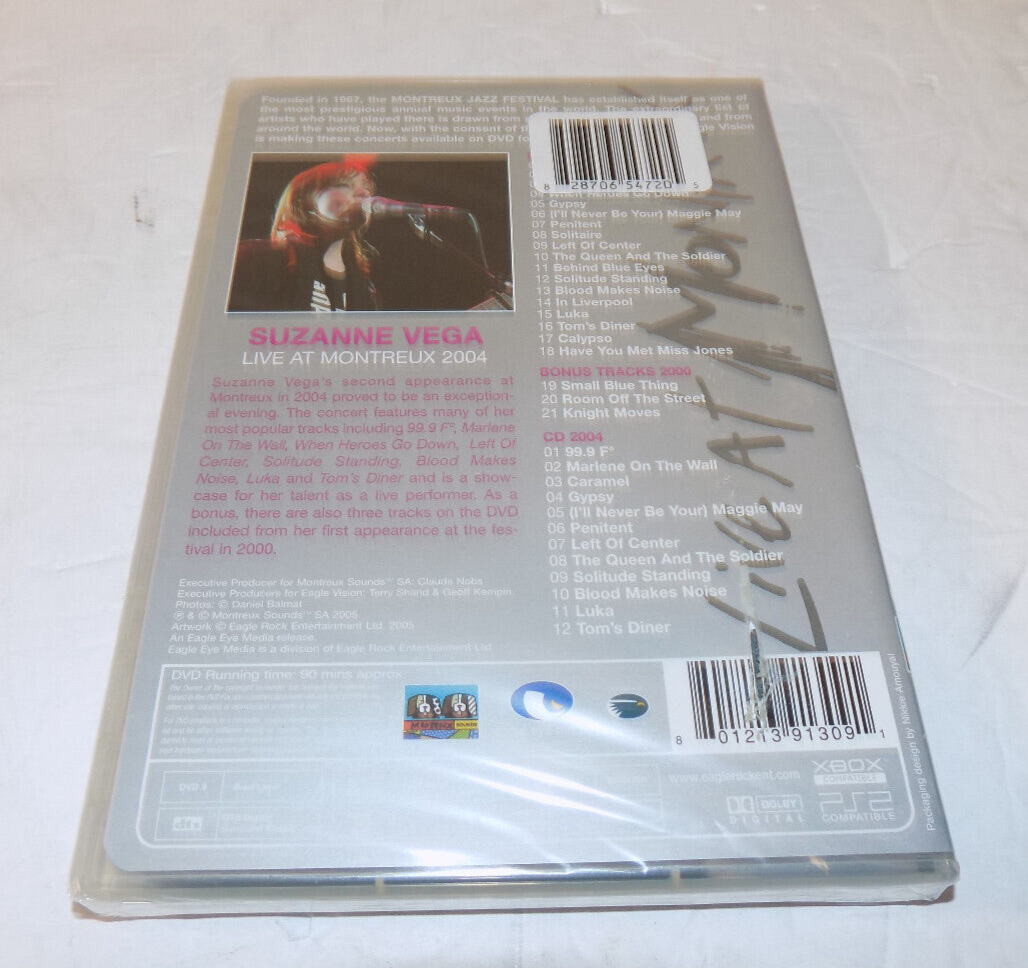 Founded in 1967, the MONTREUX JAZZ FESTIVAL has established itself as one of
the most prestigious annual music events in the world. The extraordinary list of
artists who have played there is drawn from and from
around the world. Now, with the consent of Eagle Vision
is making these concerts available on DVD
8 28706 54720 5
04 When Heroes Go Down
05 Gypsy
06 (I'll Never Be Your) Maggie May
07 Penitent
08 Solitaire
09 Left Of Center
10 The Queen And The Soldier
11 Behind Blue Eyes
12 Solitude Standing
13 Blood Makes Noise
14 In Liverpool
15 Luka
16 Tom's Diner
17 Calypso
18 Have You Met Miss Jones
BONUS TRACKS 2000
19 Small Blue Thing
20 Room Off The Street
21 Knight Moves
CD 2004
01 99.9 F°
02 Marlene On The Wall
03 Caramel
04 Gypsy
05 (I'll Never Be Your) Maggie May
06 Penitent
07 Left Of Center
08 The Queen And The Soldier
09 Solitude Standing
10 Blood Makes Noise
11 Luka
12 Tom's Diner
Live AT Montreux
SUZANNE VEGA
LIVE AT MONTREUX 2004
Suzanne Vega's second appearance at
Montreux in 2004 proved to be an exception-
al evening. The concert features many of her
most popular tracks including 99.9 F°, Marlene
On The Wall, When Heroes Go Down, Left Of
Center, Solitude Standing, Blood Makes
Noise, Luka and Tom's Diner and is a show-
case for her talent as a live performer. As a
bonus, there are also three tracks on the DVD
included from her first appearance at the fes-
tival in 2000.
Executive Producer for Montreux Sounds™ SA: Claude Nobs
Executive Producers for Eagle Vision: Terry Shand & Geoff Kempin
Photos: © Daniel Balmat
℗ & © Montreux Sounds™ SA 2005
Artwork © Eagle Rock Entertainment Ltd. 2005
An Eagle Eye Media release.
Eagle Eye Media is a division of Eagle Rock Entertainment Ltd
DVD Running time: 90 mins approx
8 01213 91309 1
www.eaglerockent.com
XBOX
COMPATIBLE
DOLBY
DIGITAL
PS2
COMPATIBLE
DVD
dts
Packaging design by Nikkie Amouyal